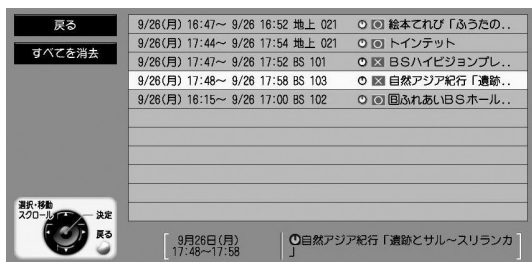 戻る
すべてを消去
9/26(月) 16:47～ 9/26 16:52 地上 021 絵本てれび「ふうたの..
9/26(月) 17:44～ 9/26 17:54 地上 021 トインテット
9/26(月) 17:47～ 9/26 17:52 BS 101 BSハイビジョンプレ..
9/26(月) 17:48～ 9/26 17:58 BS 103 自然アジア紀行「遺跡..
9/26(月) 16:15～ 9/26 17:00 BS 102 回ふれあいBSホール..
選択・移動
スクロール
決定
戻る
9月26日(月)
17:48～17:58
自然アジア紀行「遺跡とサル～スリランカ
」